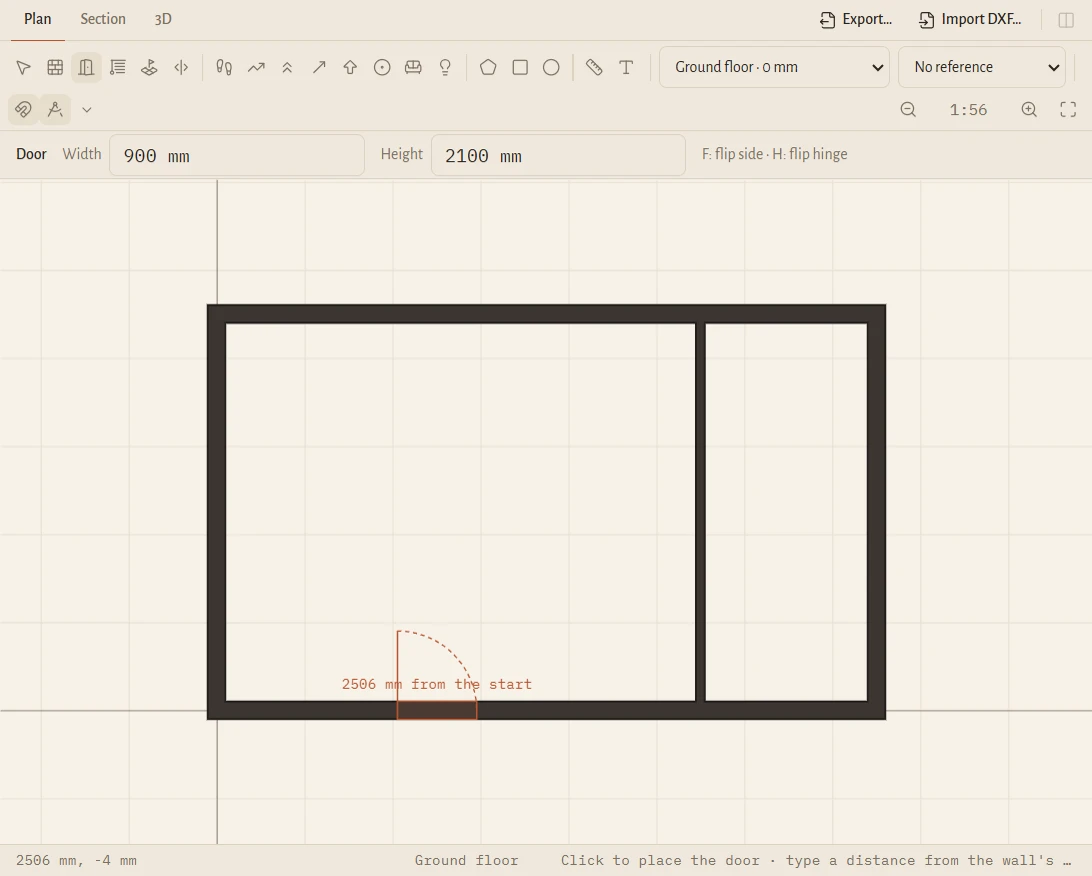 Plan Section 3D Export... Import DXF...
Ground floor · 0 mm No reference
1:56
Door Width 900 mm Height 2100 mm F: flip side · H: flip hinge
2506 mm from the start
2506 mm, -4 mm Ground floor Click to place the door · type a distance from the wall's …